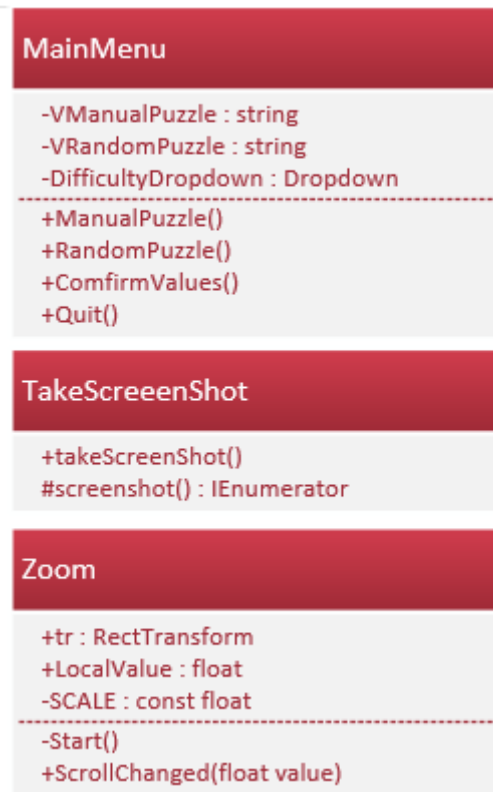 MainMenu
-VManualPuzzle : string
-VRandomPuzzle : string
-DifficultyDropdown : Dropdown
+ManualPuzzle()
+RandomPuzzle()
+ComfirmValues()
+Quit()
TakeScreeenShot
+takeScreenShot()
#screenshot() : IEnumerator
Zoom
+tr : RectTransform
+LocalValue : float
-SCALE : const float
-Start()
+ScrollChanged(float value)